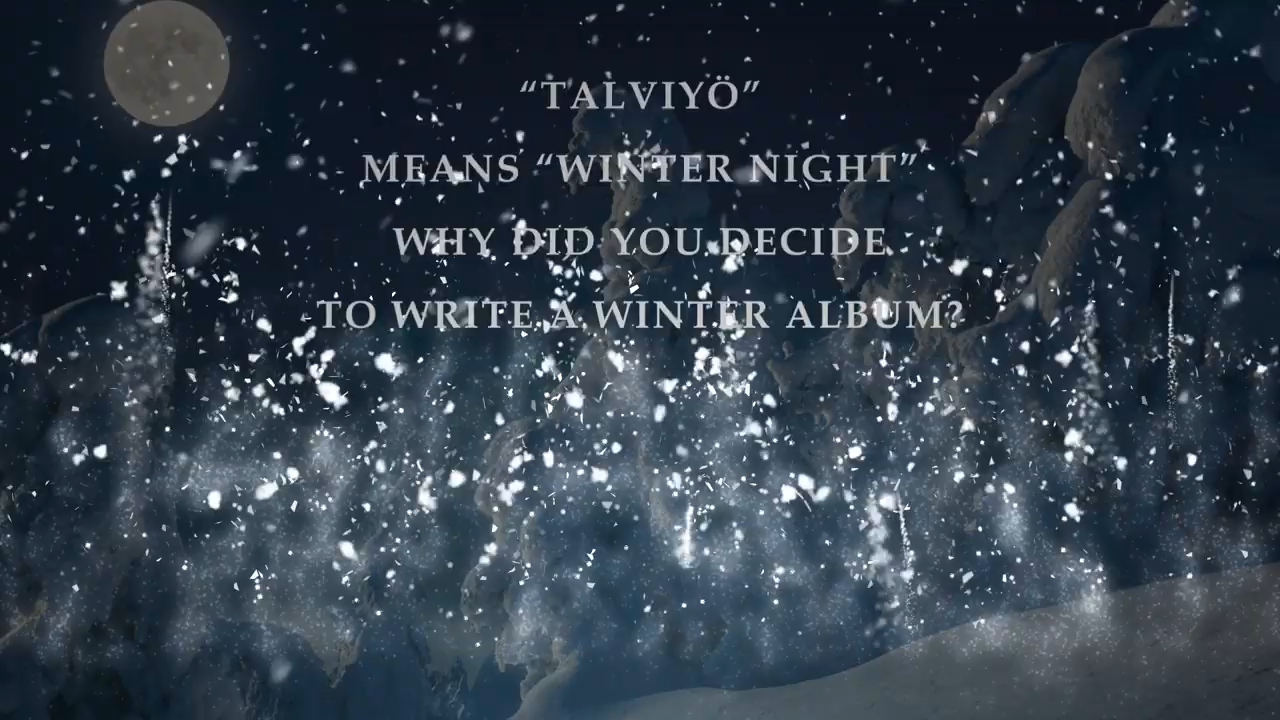 “TALVIYÖ”
MEANS “WINTER NIGHT”
WHY DID YOU DECIDE
TO WRITE A WINTER ALBUM?